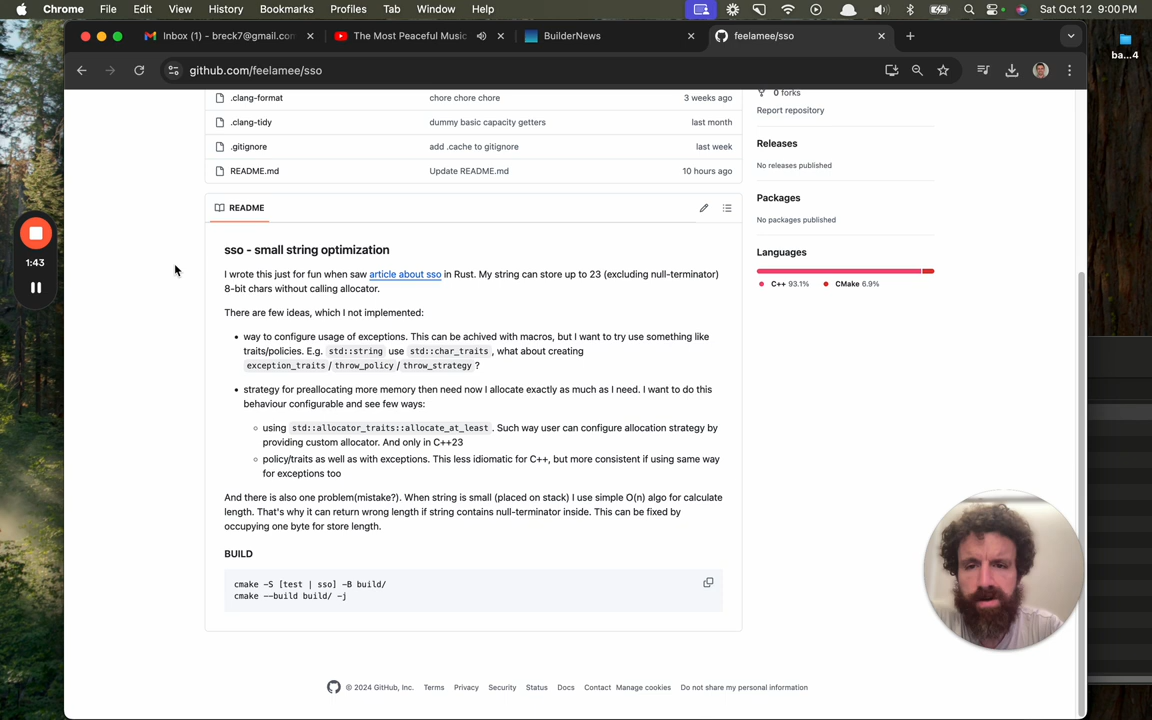 Chrome File Edit View History Bookmarks Profiles Tab Window Help Sat Oct 12 9:00 PM
Inbox (1) - breck7@gmail.com The Most Peaceful Music BuilderNews feelamee/sso
github.com/feelamee/sso
ba...4
.clang-format chore chore chore 3 weeks ago 0 forks
.clang-tidy dummy basic capacity getters last month Report repository
.gitignore add .cache to gitignore last week Releases
No releases published
README.md Update README.md 10 hours ago
Packages
README
No packages published
1:43
sso - small string optimization Languages
I wrote this just for fun when saw article about sso in Rust. My string can store up to 23 (excluding null-terminator)
8-bit chars without calling allocator.
C++ 93.1% CMake 6.9%
There are few ideas, which I not implemented:
• way to configure usage of exceptions. This can be achived with macros, but I want to try use something like
traits/policies. E.g. std::string use std::char_traits, what about creating
exception_traits / throw_policy / throw_strategy ?
• strategy for preallocating more memory then need now I allocate exactly as much as I need. I want to do this
behaviour configurable and see few ways:
○ using std::allocator_traits::allocate_at_least. Such way user can configure allocation strategy by
providing custom allocator. And only in C++23
○ policy/traits as well as with exceptions. This less idiomatic for C++, but more consistent if using same way
for exceptions too
And there is also one problem(mistake?). When string is small (placed on stack) I use simple O(n) algo for calculate
length. That's why it can return wrong length if string contains null-terminator inside. This can be fixed by
occupying one byte for store length.
BUILD
cmake -S [test | sso] -B build/
cmake --build build/ -j
© 2024 GitHub, Inc. Terms Privacy Security Status Docs Contact Manage cookies Do not share my personal information